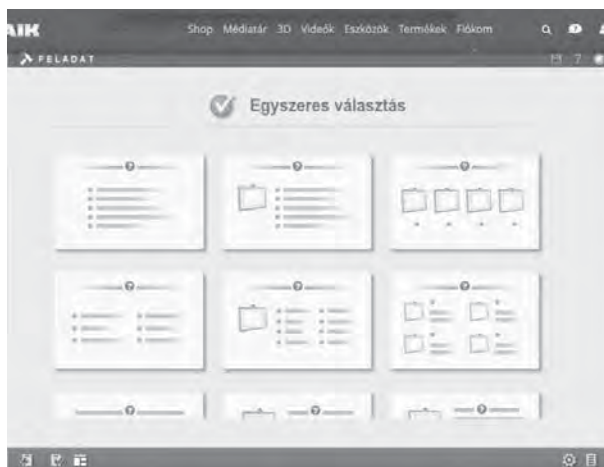 AIK
Shop Médiatár 3D Videók Eszközök Termékek Fiókom
FELADAT
?
Egyszeres választás